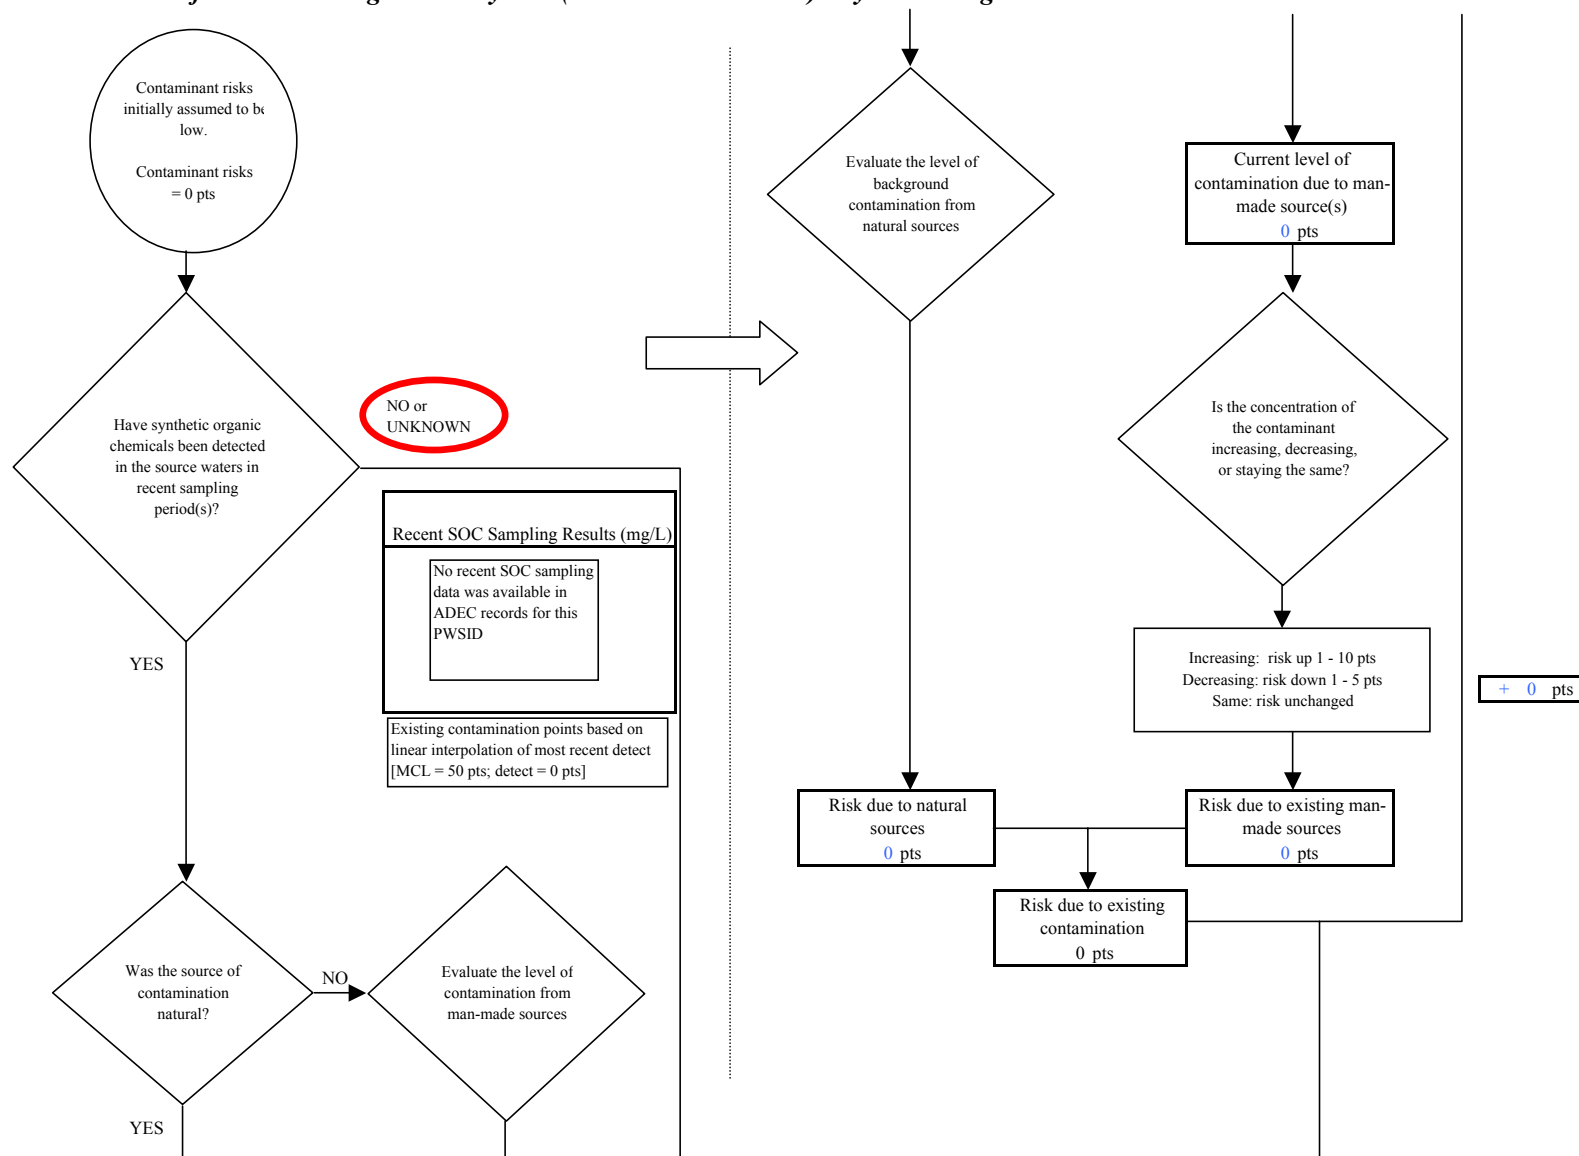 Contaminant risks
initially assumed to be
low.
Contaminant risks
= 0 pts
Have synthetic organic
chemicals been detected
in the source waters in
recent sampling
period(s)?
NO or
UNKNOWN
Recent SOC Sampling Results (mg/L)
No recent SOC sampling
data was available in
ADEC records for this
PWSID
Existing contamination points based on
linear interpolation of most recent detect
[MCL = 50 pts; detect = 0 pts]
YES
Was the source of
contamination
natural?
NO
Evaluate the level of
contamination from
man-made sources
YES
Evaluate the level of
background
contamination from
natural sources
Current level of
contamination due to man-
made source(s)
0 pts
Is the concentration of
the contaminant
increasing, decreasing,
or staying the same?
Increasing: risk up 1 - 10 pts
Decreasing: risk down 1 - 5 pts
Same: risk unchanged
+ 0 pts
Risk due to natural
sources
0 pts
Risk due to existing man-
made sources
0 pts
Risk due to existing
contamination
0 pts